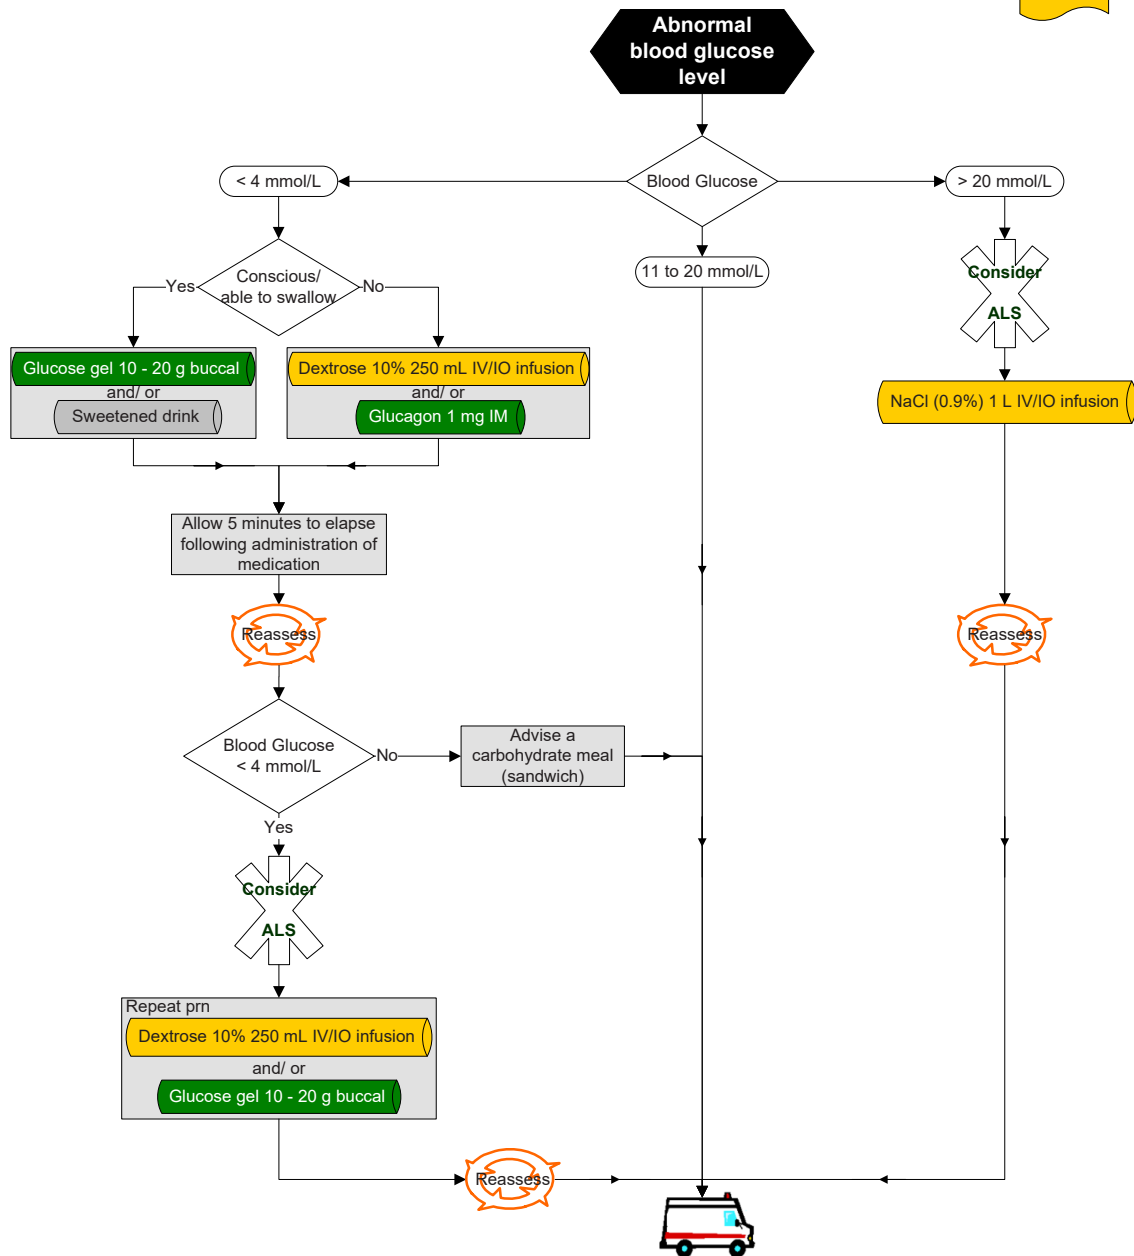 Abnormal
blood glucose
level
< 4 mmol/L
Blood Glucose
> 20 mmol/L
11 to 20 mmol/L
Conscious/
able to swallow
Yes
No
Consider
ALS
Glucose gel 10 - 20 g buccal
and/ or
Sweetened drink
Dextrose 10% 250 mL IV/IO infusion
and/ or
Glucagon 1 mg IM
NaCl (0.9%) 1 L IV/IO infusion
Allow 5 minutes to elapse
following administration of
medication
Reassess
Reassess
Blood Glucose
< 4 mmol/L
No
Advise a
carbohydrate meal
(sandwich)
Yes
Consider
ALS
Repeat prn
Dextrose 10% 250 mL IV/IO infusion
and/ or
Glucose gel 10 - 20 g buccal
Reassess